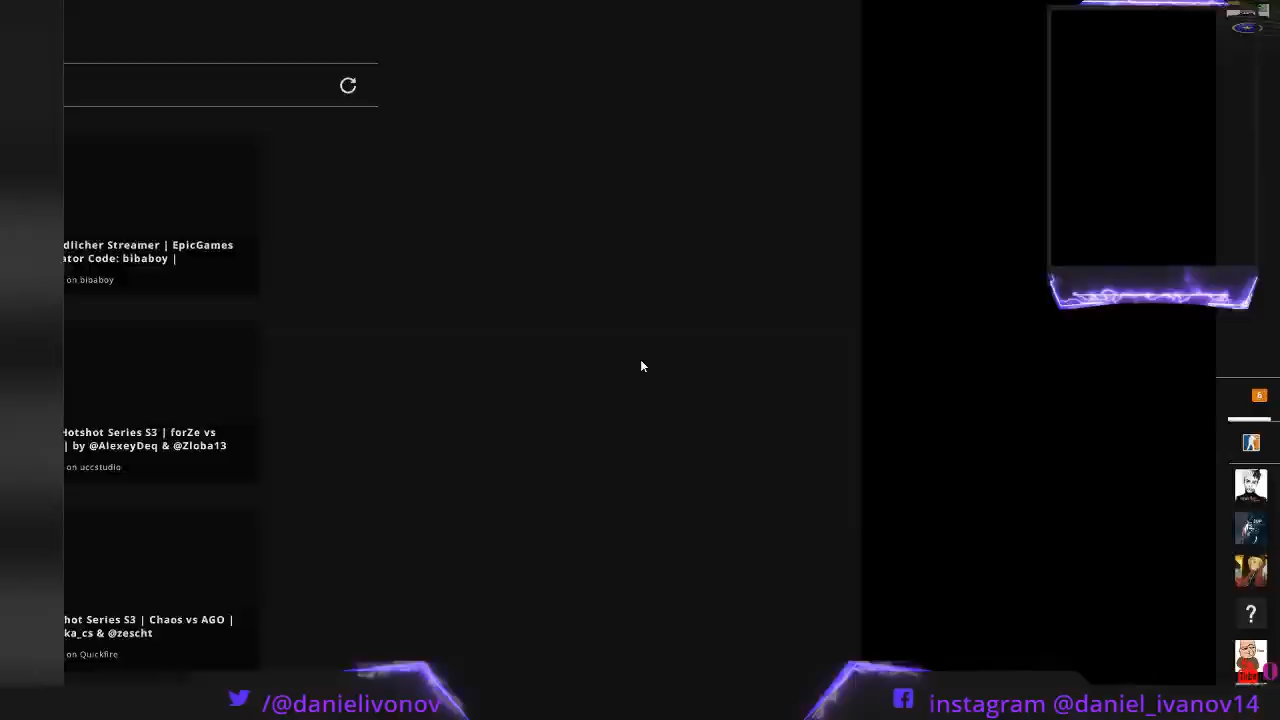 dlicher Streamer | EpicGames
ator Code: bibaboy |
on bibaboy
Hotshot Series S3 | forZe vs
| by @AlexeyDeq & @Zloba13
on uccstudio
hot Series S3 | Chaos vs AGO |
ka_cs & @zescht
on Quickfire
6
?
/@danielivonov
instagram @daniel_ivanov14